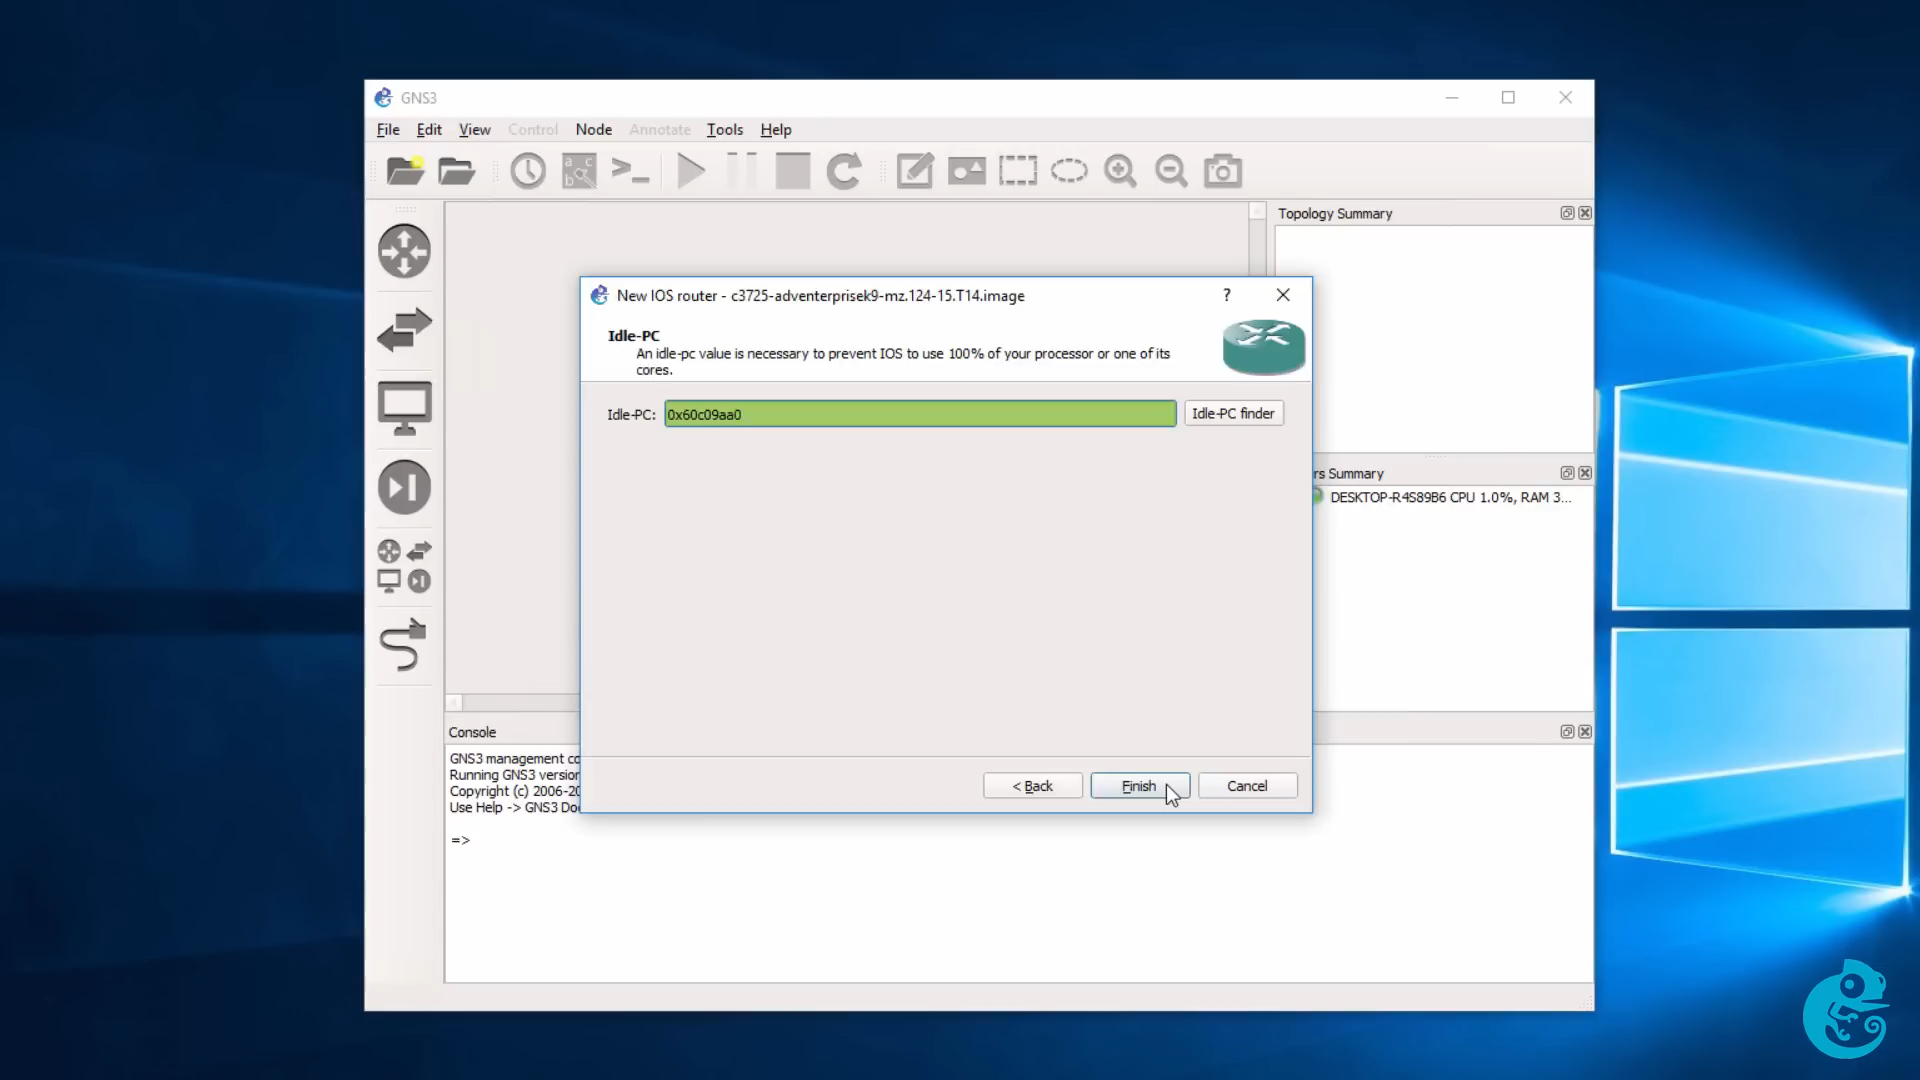 GNS3
File Edit View Control Node Annotate Tools Help
Topology Summary
New IOS router - c3725-adventerprisek9-mz.124-15.T14.image
?
Idle-PC
An idle-pc value is necessary to prevent IOS to use 100% of your processor or one of its
cores.
Idle-PC: 0x60c09aa0 Idle-PC finder
rs Summary
DESKTOP-R4S89B6 CPU 1.0%, RAM 3...
< Back Finish Cancel
Console
GNS3 management co
Running GNS3 version
Copyright (c) 2006-20
Use Help -> GNS3 Do
=>